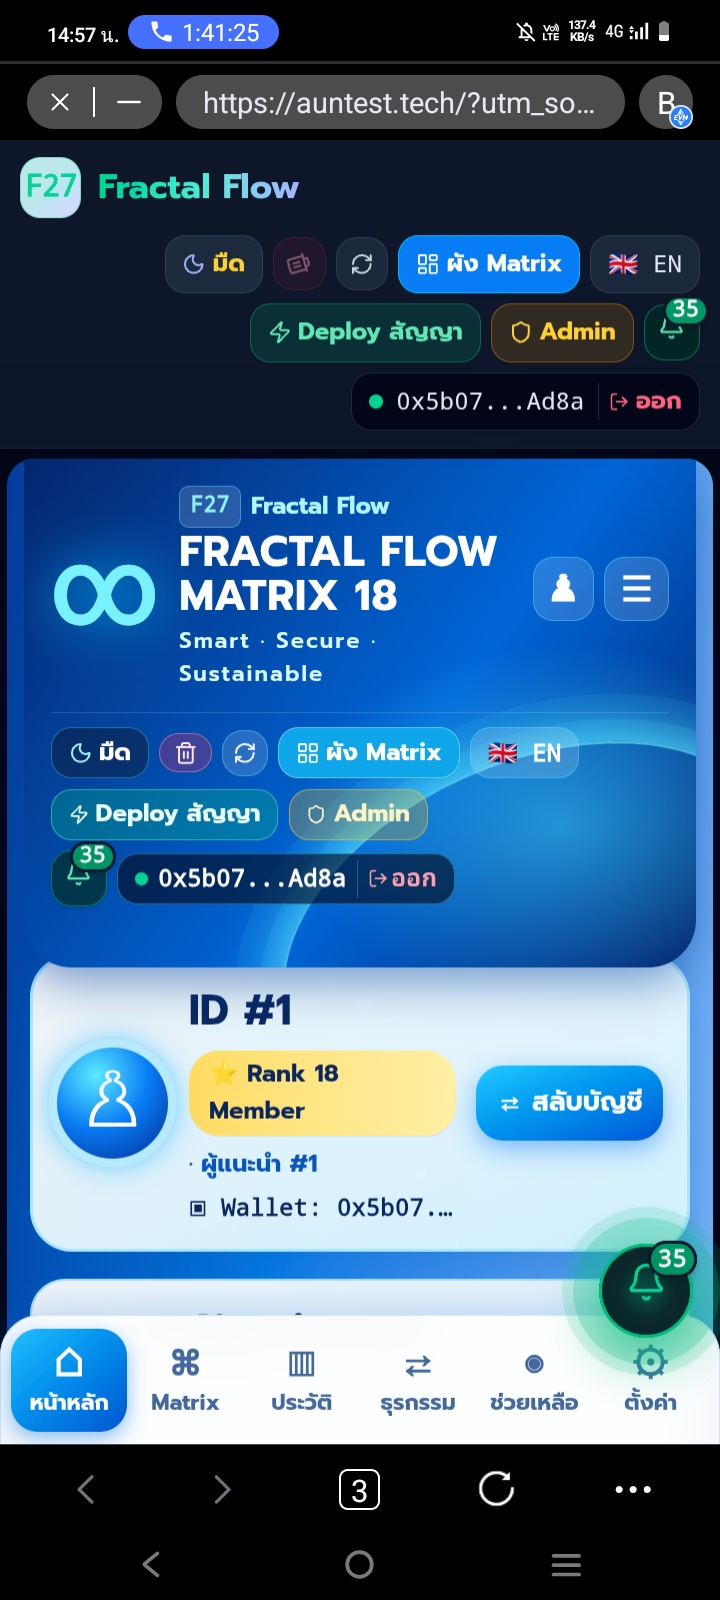 14:57 น. 1:41:25 VoD LTE 137.4 KB/s 4G
https://auntest.tech/?utm_so... B EVM
F27 Fractal Flow
มืด ผัง Matrix EN
Deploy สัญญา Admin 35
0x5b07...Ad8a ออก
F27 Fractal Flow
FRACTAL FLOW
MATRIX 18
Smart · Secure ·
Sustainable
มืด ผัง Matrix EN
Deploy สัญญา Admin
35 0x5b07...Ad8a ออก
ID #1
Rank 18
Member
สลับบัญชี
· ผู้แนะนำ #1
Wallet: 0x5b07.…
35
หน้าหลัก Matrix ประวัติ ธุรกรรม ช่วยเหลือ ตั้งค่า
3